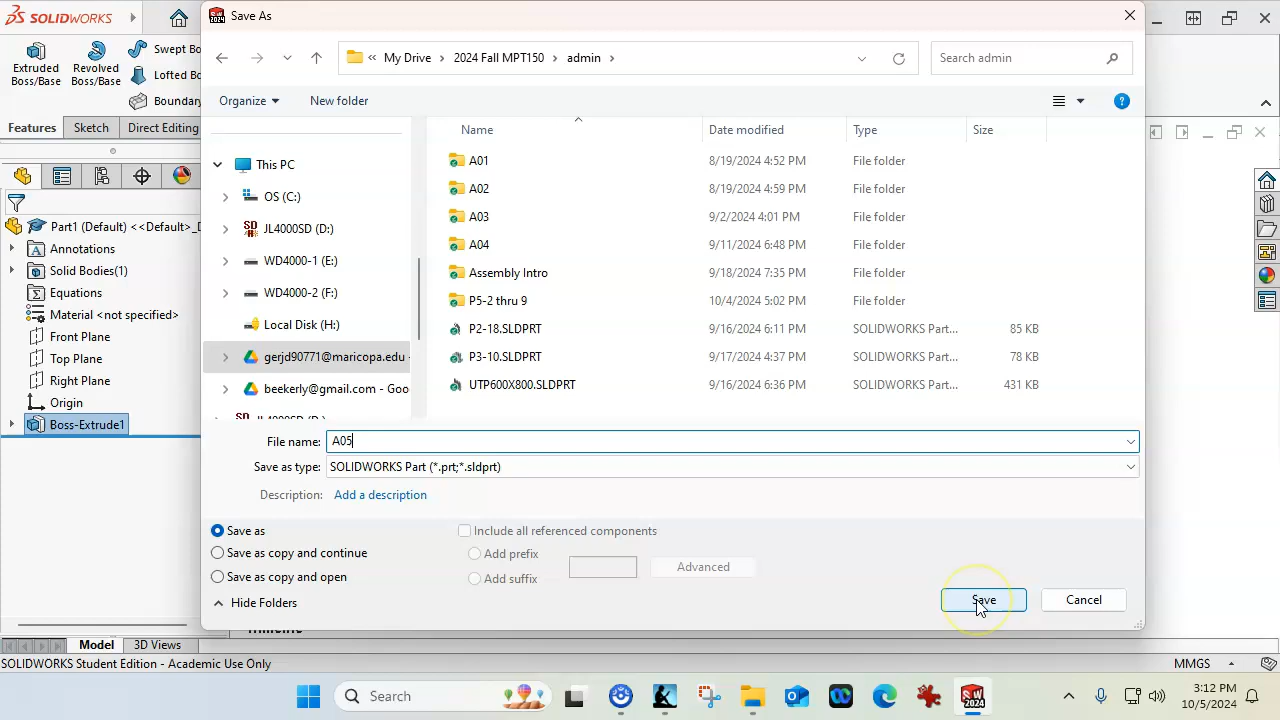 SOLIDWORKS
Save As
Extruded
Boss/Base
Revolved
Boss/Base
Swept Bo
Lofted Bo
Boundary
Features
Sketch
Direct Editing
« My Drive › 2024 Fall MPT150 › admin ›
Search admin
Organize
New folder
Name
Date modified
Type
Size
This PC
OS (C:)
JL4000SD (D:)
WD4000-1 (E:)
WD4000-2 (F:)
Local Disk (H:)
gerjd90771@maricopa.edu -
beekerly@gmail.com - Goo
A01 8/19/2024 4:52 PM File folder
A02 8/19/2024 4:59 PM File folder
A03 9/2/2024 4:01 PM File folder
A04 9/11/2024 6:48 PM File folder
Assembly Intro 9/18/2024 7:35 PM File folder
P5-2 thru 9 10/4/2024 5:02 PM File folder
P2-18.SLDPRT 9/16/2024 6:11 PM SOLIDWORKS Part... 85 KB
P3-10.SLDPRT 9/17/2024 4:37 PM SOLIDWORKS Part... 78 KB
UTP600X800.SLDPRT 9/16/2024 6:36 PM SOLIDWORKS Part... 431 KB
Part1 (Default) <<Default>_D
Annotations
Solid Bodies(1)
Equations
Material <not specified>
Front Plane
Top Plane
Right Plane
Origin
Boss-Extrude1
File name: A05
Save as type: SOLIDWORKS Part (*.prt;*.sldprt)
Description: Add a description
Save as
Save as copy and continue
Save as copy and open
Include all referenced components
Add prefix
Add suffix
Advanced
Hide Folders
Save
Cancel
Model
3D Views
SOLIDWORKS Student Edition - Academic Use Only
MMGS
Search
3:12 PM
10/5/2024